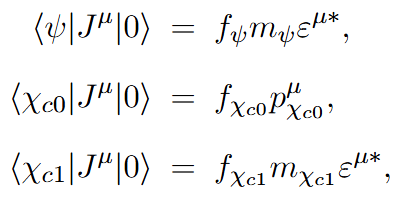 ⟨ψ|J^μ|0⟩ = f_ψ m_ψ ε^{μ*},
⟨χ_{c0}|J^μ|0⟩ = f_{χ_{c0}} p^μ_{χ_{c0}},
⟨χ_{c1}|J^μ|0⟩ = f_{χ_{c1}} m_{χ_{c1}} ε^{μ*},